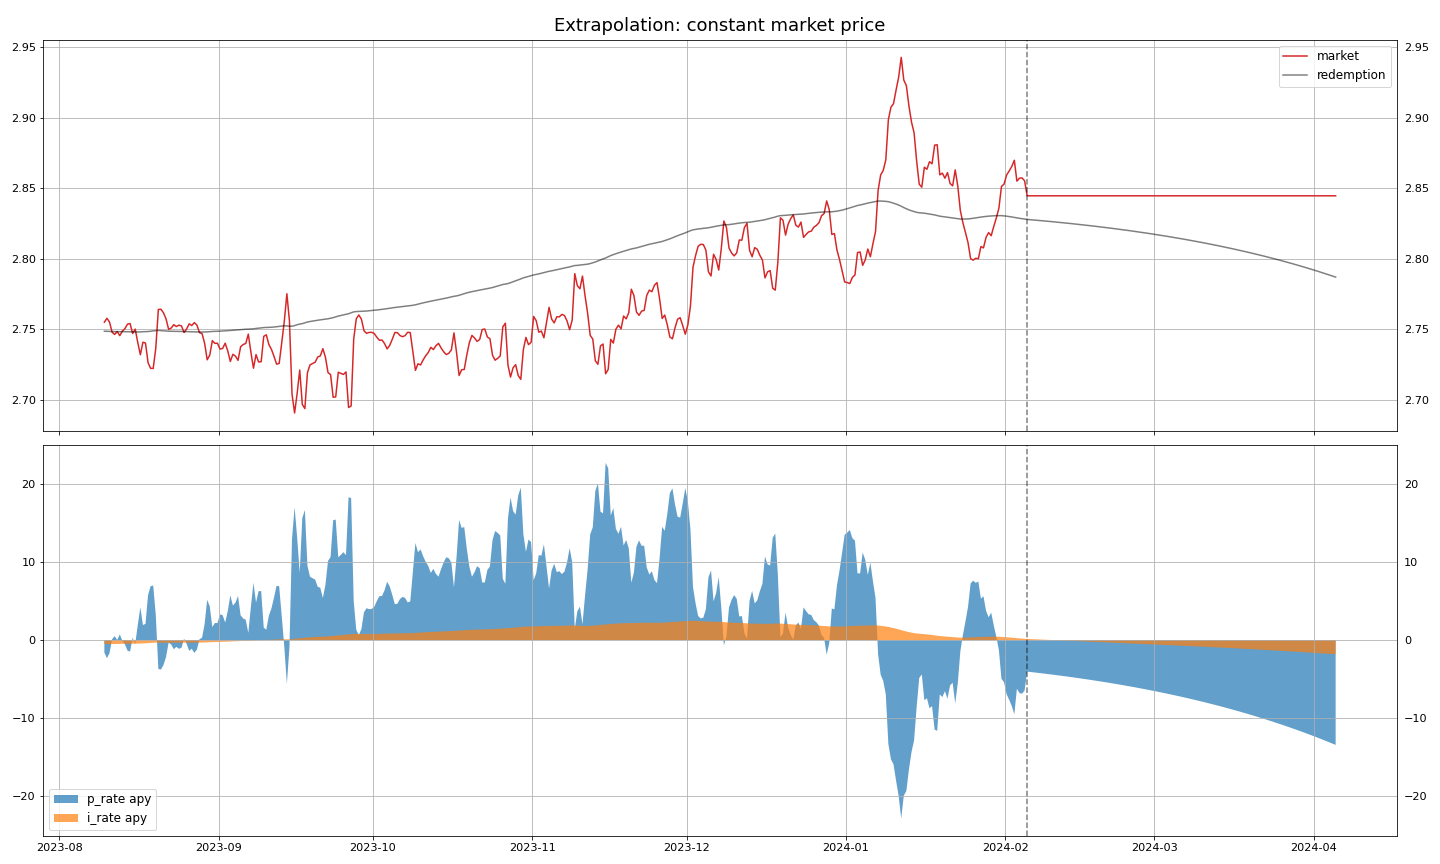 Extrapolation: constant market price
2.95 2.95
market
redemption
2.90 2.90
2.85 2.85
2.80 2.80
2.75 2.75
2.70 2.70
20 20
10 10
0 0
−10 −10
−20 −20
p_rate apy
i_rate apy
2023-08 2023-09 2023-10 2023-11 2023-12 2024-01 2024-02 2024-03 2024-04